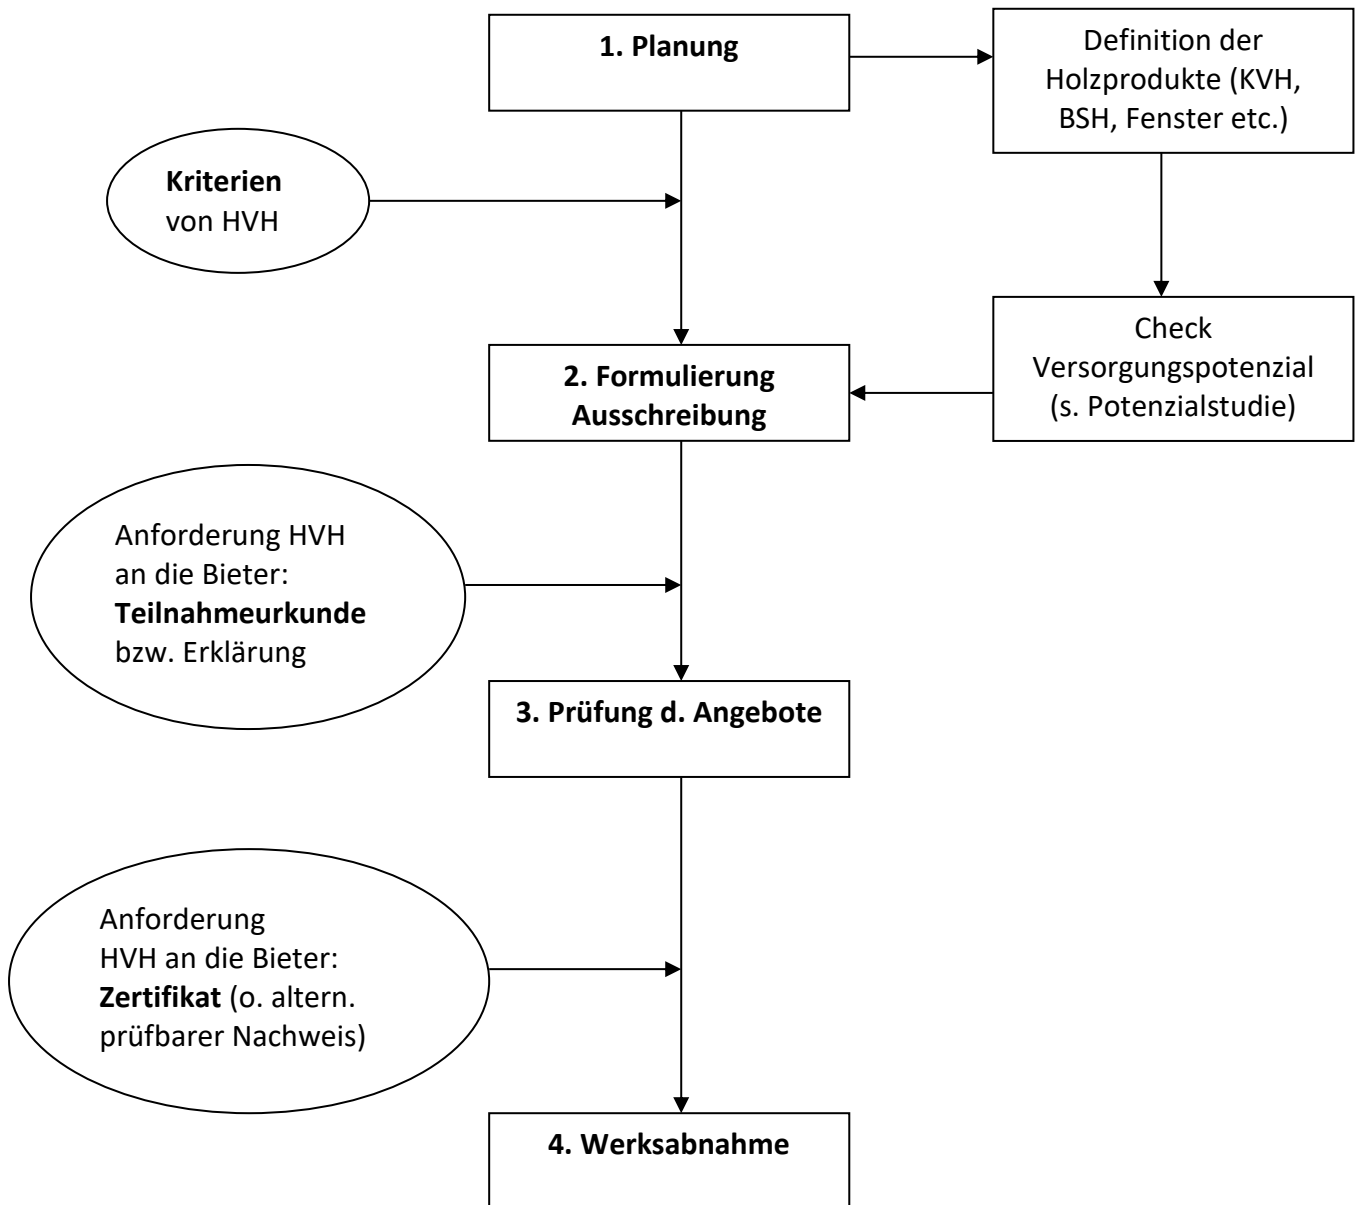 1. Planung
Definition der
Holzprodukte (KVH,
BSH, Fenster etc.)
Kriterien
von HVH
Check
Versorgungspotenzial
(s. Potenzialstudie)
2. Formulierung
Ausschreibung
Anforderung HVH
an die Bieter:
Teilnahmeurkunde
bzw. Erklärung
3. Prüfung d. Angebote
Anforderung
HVH an die Bieter:
Zertifikat (o. altern.
prüfbarer Nachweis)
4. Werksabnahme